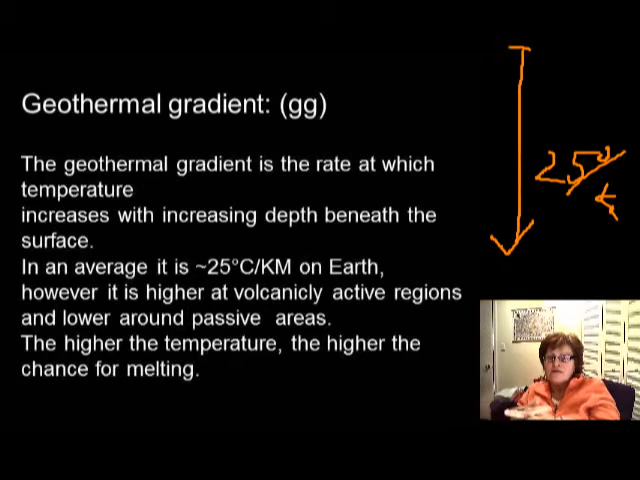 Geothermal gradient: (gg)
The geothermal gradient is the rate at which
temperature
increases with increasing depth beneath the
surface.
In an average it is ~25°C/KM on Earth,
however it is higher at volcanicly active regions
and lower around passive areas.
The higher the temperature, the higher the
chance for melting.
25°/